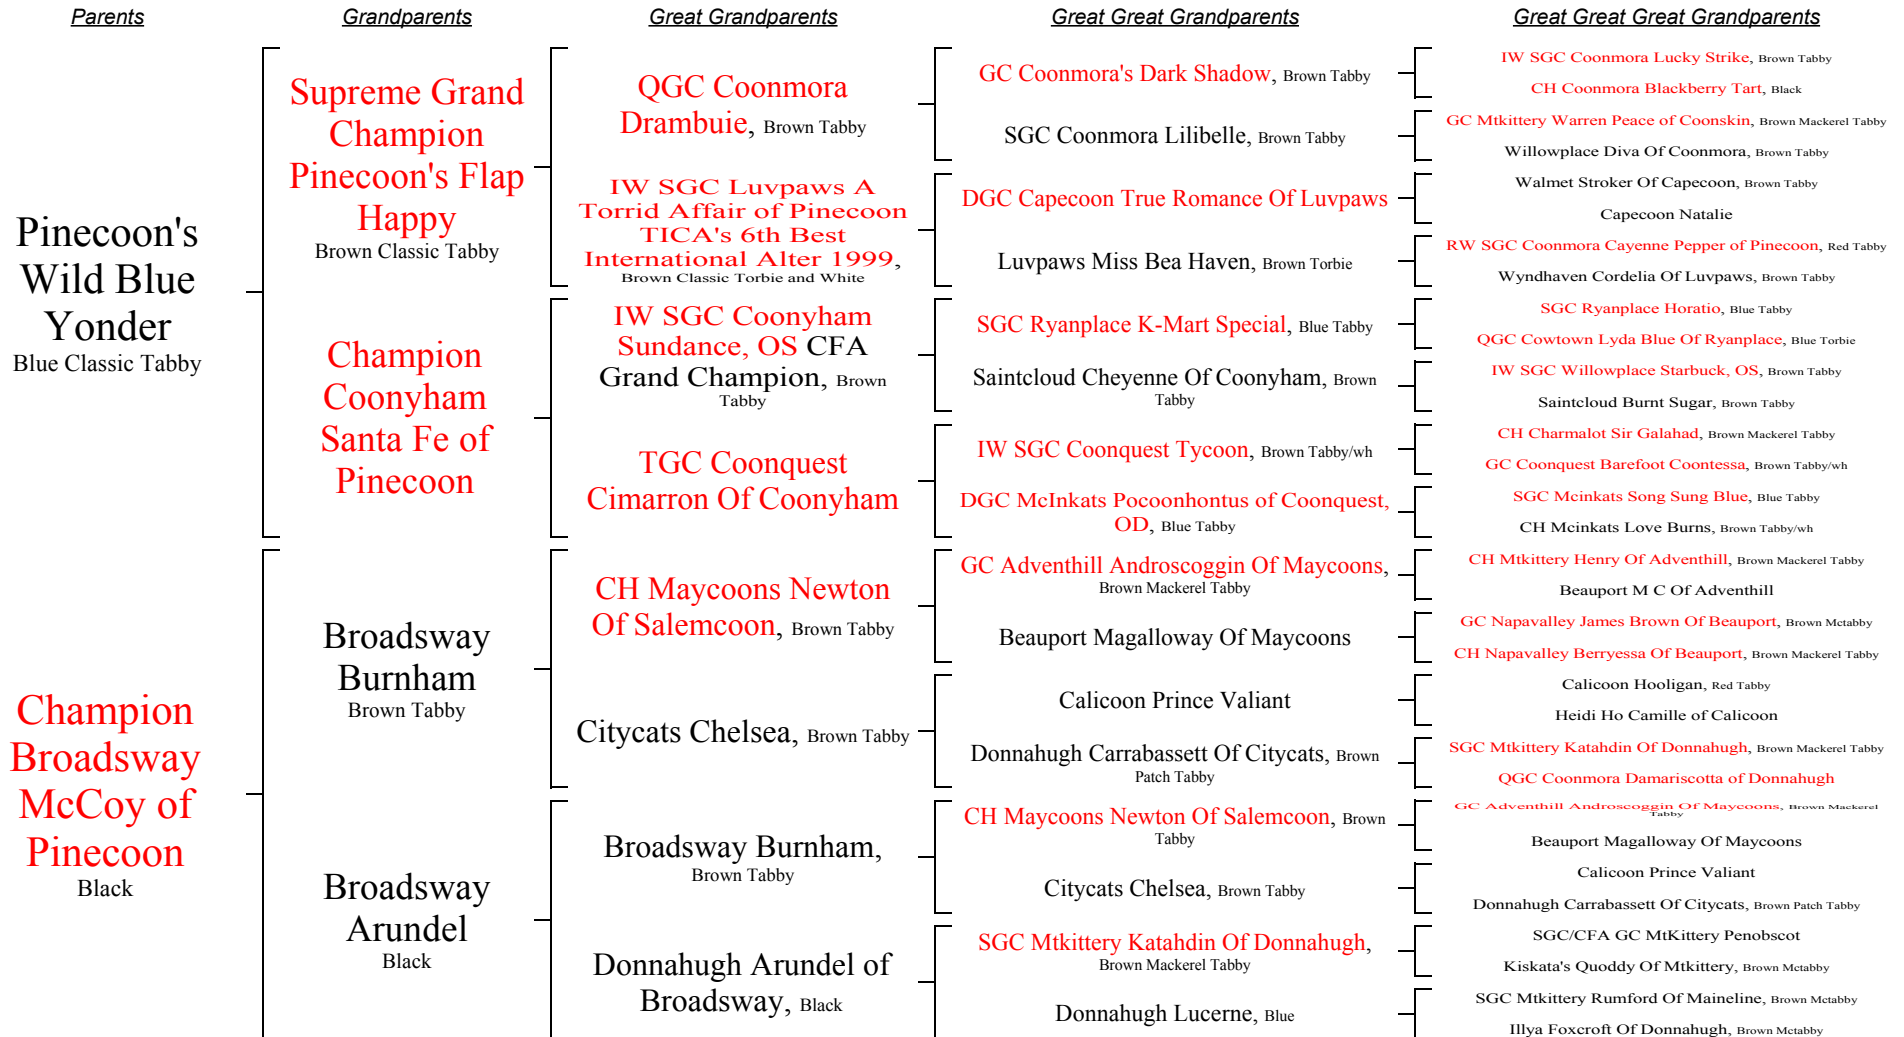 Parents
Grandparents
Great Grandparents
Great Great Grandparents
Great Great Great Grandparents
Pinecoon's
Wild Blue
Yonder
Blue Classic Tabby
Champion
Broadsway
McCoy of
Pinecoon
Black
Supreme Grand
Champion
Pinecoon's Flap
Happy
Brown Classic Tabby
Champion
Coonyham
Santa Fe of
Pinecoon
Broadsway
Burnham
Brown Tabby
Broadsway
Arundel
Black
QGC Coonmora
Drambuie, Brown Tabby
IW SGC Luvpaws A
Torrid Affair of Pinecoon
TICA's 6th Best
International Alter 1999,
Brown Classic Torbie and White
IW SGC Coonyham
Sundance, OS CFA
Grand Champion, Brown
Tabby
TGC Coonquest
Cimarron Of Coonyham
CH Maycoons Newton
Of Salemcoon, Brown Tabby
Citycats Chelsea, Brown Tabby
Broadsway Burnham,
Brown Tabby
Donnahugh Arundel of
Broadsway, Black
GC Coonmora's Dark Shadow, Brown Tabby
SGC Coonmora Lilibelle, Brown Tabby
DGC Capecoon True Romance Of Luvpaws
Luvpaws Miss Bea Haven, Brown Torbie
SGC Ryanplace K-Mart Special, Blue Tabby
Saintcloud Cheyenne Of Coonyham, Brown
Tabby
IW SGC Coonquest Tycoon, Brown Tabby/wh
DGC McInkats Pocoonhontus of Coonquest,
OD, Blue Tabby
GC Adventhill Androscoggin Of Maycoons,
Brown Mackerel Tabby
Beauport Magalloway Of Maycoons
Calicoon Prince Valiant
Donnahugh Carrabassett Of Citycats, Brown
Patch Tabby
CH Maycoons Newton Of Salemcoon, Brown
Tabby
Citycats Chelsea, Brown Tabby
SGC Mtkittery Katahdin Of Donnahugh,
Brown Mackerel Tabby
Donnahugh Lucerne, Blue
IW SGC Coonmora Lucky Strike, Brown Tabby
CH Coonmora Blackberry Tart, Black
GC Mtkittery Warren Peace of Coonskin, Brown Mackerel Tabby
Willowplace Diva Of Coonmora, Brown Tabby
Walmet Stroker Of Capecoon, Brown Tabby
Capecoon Natalie
RW SGC Coonmora Cayenne Pepper of Pinecoon, Red Tabby
Wyndhaven Cordelia Of Luvpaws, Brown Tabby
SGC Ryanplace Horatio, Blue Tabby
QGC Cowtown Lyda Blue Of Ryanplace, Blue Torbie
IW SGC Willowplace Starbuck, OS, Brown Tabby
Saintcloud Burnt Sugar, Brown Tabby
CH Charmalot Sir Galahad, Brown Mackerel Tabby
GC Coonquest Barefoot Coontessa, Brown Tabby/wh
SGC Mcinkats Song Sung Blue, Blue Tabby
CH Mcinkats Love Burns, Brown Tabby/wh
CH Mtkittery Henry Of Adventhill, Brown Mackerel Tabby
Beauport M C Of Adventhill
GC Napavalley James Brown Of Beauport, Brown Mctabby
CH Napavalley Berryessa Of Beauport, Brown Mackerel Tabby
Calicoon Hooligan, Red Tabby
Heidi Ho Camille of Calicoon
SGC Mtkittery Katahdin Of Donnahugh, Brown Mackerel Tabby
QGC Coonmora Damariscotta of Donnahugh
GC Adventhill Androscoggin Of Maycoons, Brown Mackerel
Tabby
Beauport Magalloway Of Maycoons
Calicoon Prince Valiant
Donnahugh Carrabassett Of Citycats, Brown Patch Tabby
SGC/CFA GC MtKittery Penobscot
Kiskata's Quoddy Of Mtkittery, Brown Mctabby
SGC Mtkittery Rumford Of Maineline, Brown Mctabby
Illya Foxcroft Of Donnahugh, Brown Mctabby